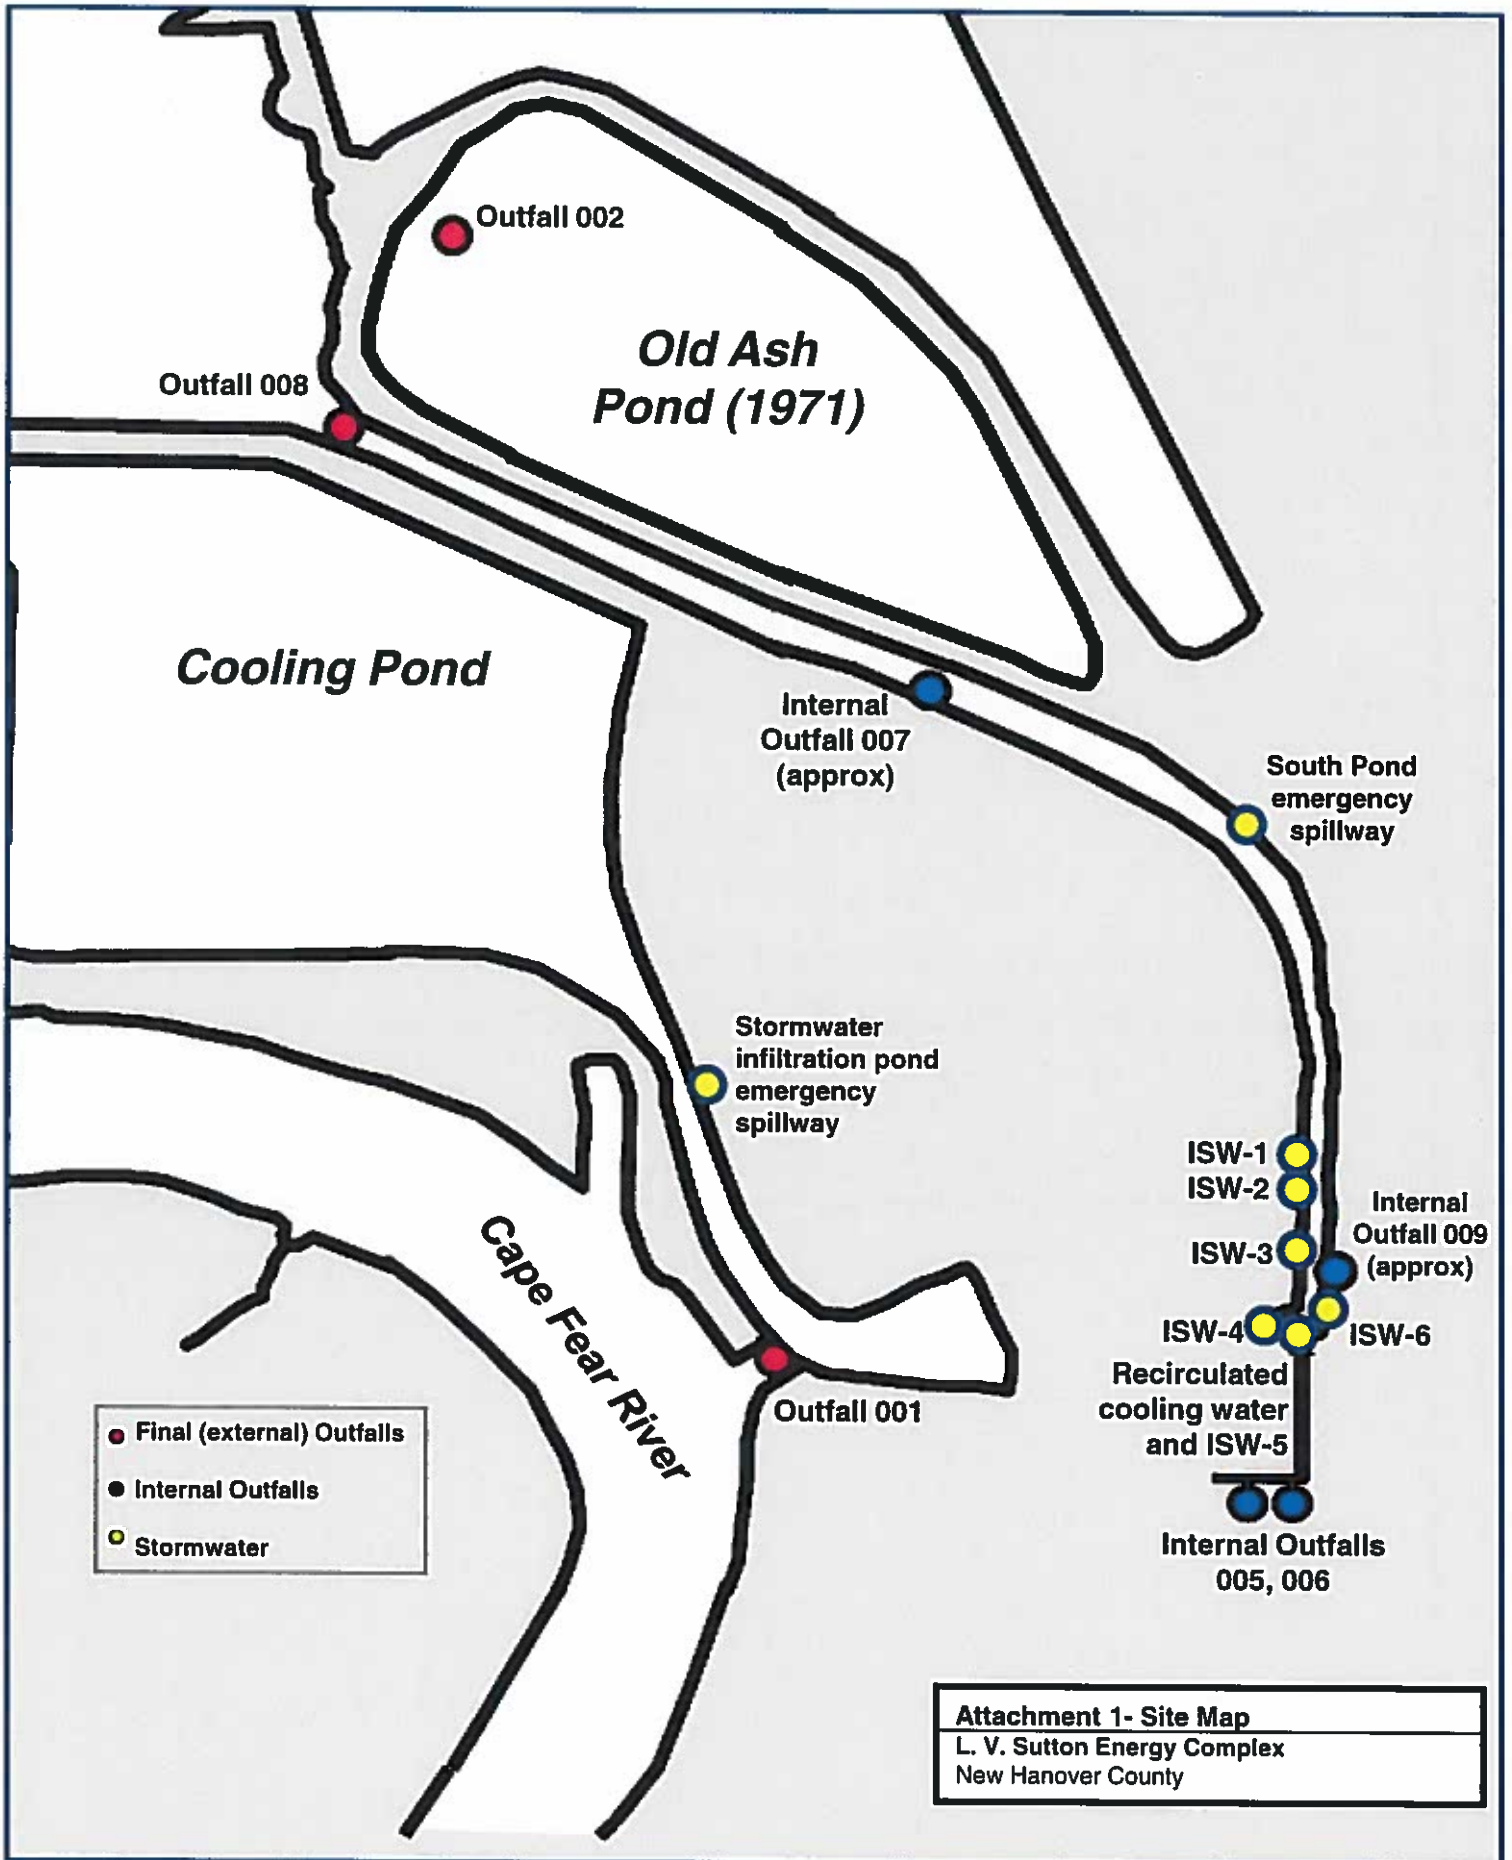 Outfall 002
Old Ash
Pond (1971)
Outfall 008
Cooling Pond
Internal
Outfall 007
(approx)
South Pond
emergency
spillway
Stormwater
infiltration pond
emergency
spillway
ISW-1
ISW-2
Internal
Outfall 009
(approx)
ISW-3
ISW-4
ISW-6
Recirculated
cooling water
and ISW-5
Cape Fear River
Outfall 001
Final (external) Outfalls
Internal Outfalls
Stormwater
Internal Outfalls
005, 006
Attachment 1- Site Map
L. V. Sutton Energy Complex
New Hanover County